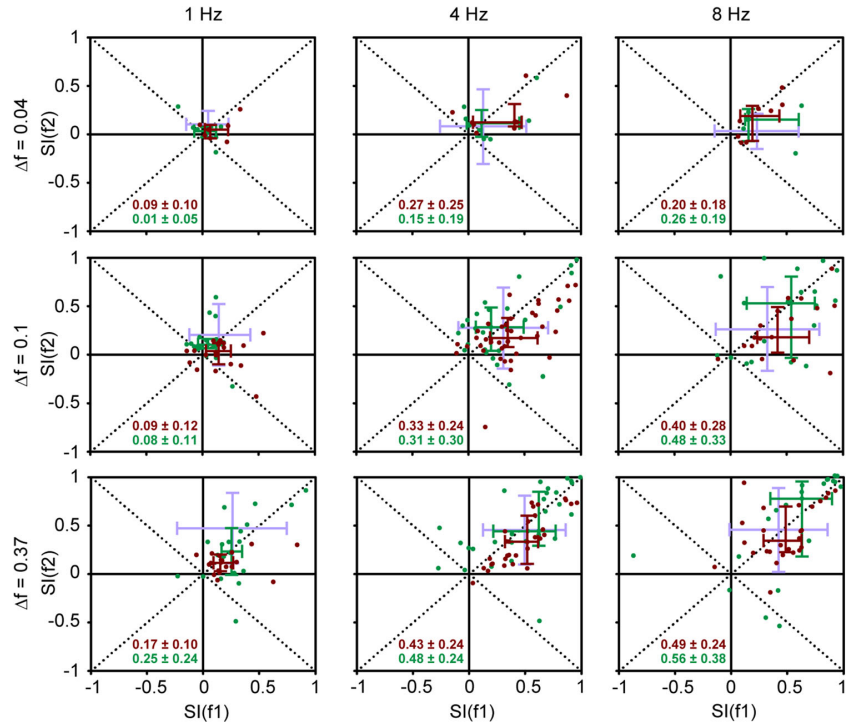 1 Hz 4 Hz 8 Hz
Δf = 0.04
SI(f2)
1
0.5
0
-0.5
-1
0.09 ± 0.10
0.01 ± 0.05
0.27 ± 0.25
0.15 ± 0.19
0.20 ± 0.18
0.26 ± 0.19
Δf = 0.1
SI(f2)
1
0.5
0
-0.5
-1
0.09 ± 0.12
0.08 ± 0.11
0.33 ± 0.24
0.31 ± 0.30
0.40 ± 0.28
0.48 ± 0.33
Δf = 0.37
SI(f2)
1
0.5
0
-0.5
-1
0.17 ± 0.10
0.25 ± 0.24
0.43 ± 0.24
0.48 ± 0.24
0.49 ± 0.24
0.56 ± 0.38
-1 -0.5 0 0.5 1 -1 -0.5 0 0.5 1 -1 -0.5 0 0.5 1
SI(f1) SI(f1) SI(f1)